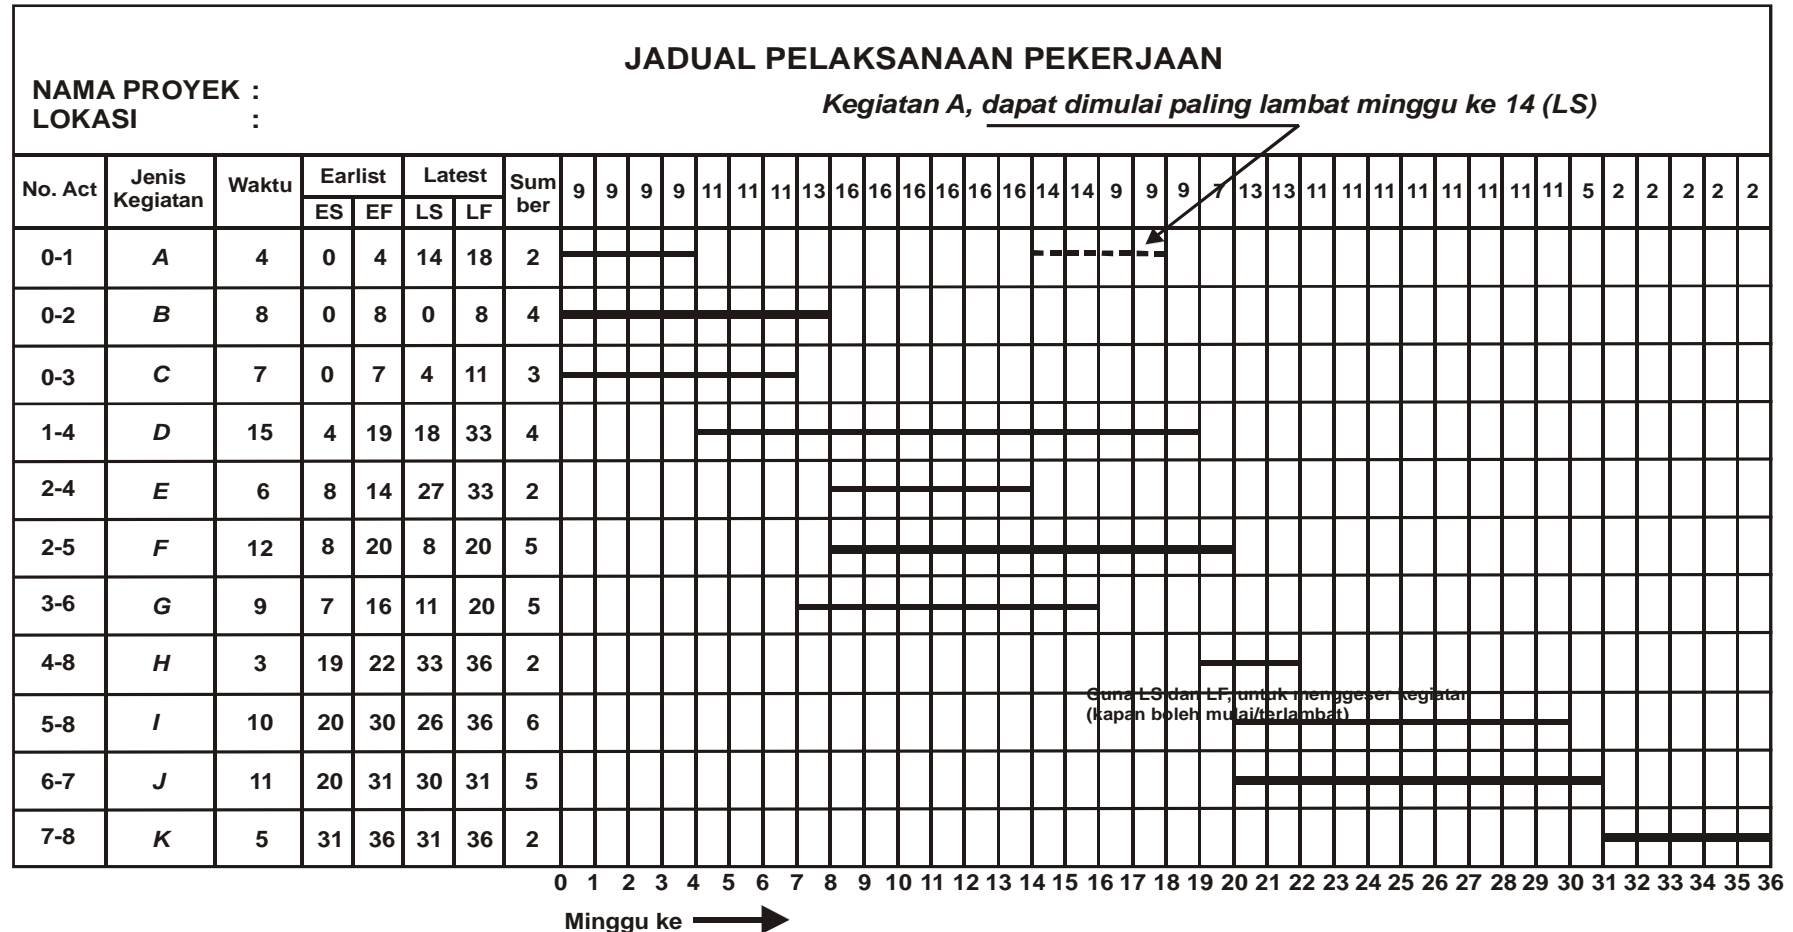 JADUAL PELAKSANAAN PEKERJAAN
NAMA PROYEK :
LOKASI :
Kegiatan A, dapat dimulai paling lambat minggu ke 14 (LS)
No. Act Jenis Kegiatan Waktu Earlist Latest Sum ber 9 9 9 9 11 11 11 13 16 16 16 16 16 16 14 14 9 9 9 7 13 13 11 11 11 11 11 11 11 11 5 2 2 2 2 2
ES EF LS LF
0-1 A 4 0 4 14 18 2
0-2 B 8 0 8 0 8 4
0-3 C 7 0 7 4 11 3
1-4 D 15 4 19 18 33 4
2-4 E 6 8 14 27 33 2
2-5 F 12 8 20 8 20 5
3-6 G 9 7 16 11 20 5
4-8 H 3 19 22 33 36 2
Guna LS dan LF, untuk menggeser kegiatan
(kapan boleh mulai/terlambat)
5-8 I 10 20 30 26 36 6
6-7 J 11 20 31 30 31 5
7-8 K 5 31 36 31 36 2
0 1 2 3 4 5 6 7 8 9 10 11 12 13 14 15 16 17 18 19 20 21 22 23 24 25 26 27 28 29 30 31 32 33 34 35 36
Minggu ke